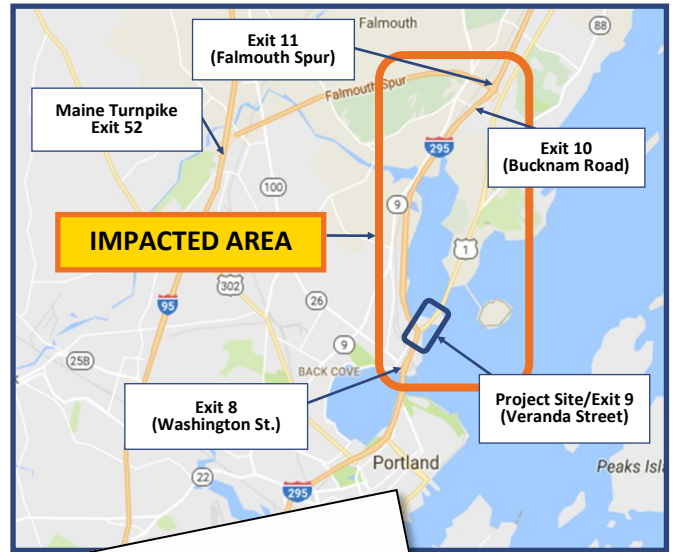 Falmouth
88
Exit 11
(Falmouth Spur)
Falmouth Spur
Maine Turnpike
Exit 52
Exit 10
(Bucknam Road)
295
100
9
IMPACTED AREA
1
302
95
26
9
25B
BACK COVE
Exit 8
(Washington St.)
Project Site/Exit 9
(Veranda Street)
Portland
Peaks Isl
22
295